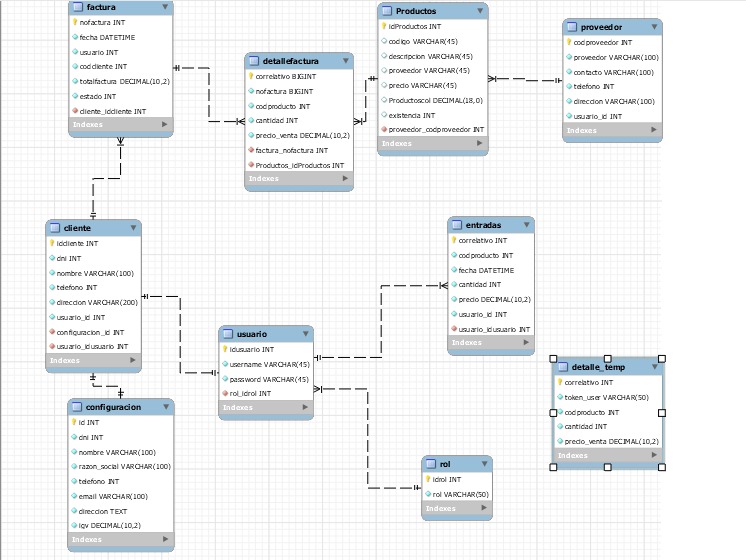 factura
nofactura INT
fecha DATETIME
usuario INT
codcliente INT
totalfactura DECIMAL(10,2)
estado INT
cliente_idcliente INT
Indexes
detallefactura
correlativo BIGINT
nofactura BIGINT
codproducto INT
cantidad INT
precio_venta DECIMAL(10,2)
factura_nofactura INT
Productos_idProductos INT
Indexes
Productos
idProductos INT
codigo VARCHAR(45)
descripcion VARCHAR(45)
proveedor VARCHAR(45)
precio VARCHAR(45)
Productoscol DECIMAL(18,0)
existencia INT
proveedor_codproveedor INT
Indexes
proveedor
codproveedor INT
proveedor VARCHAR(100)
contacto VARCHAR(100)
telefono INT
direccion VARCHAR(100)
usuario_id INT
Indexes
cliente
idcliente INT
dni INT
nombre VARCHAR(100)
telefono INT
direccion VARCHAR(200)
usuario_id INT
configuracion_id INT
usuario_idusuario INT
Indexes
entradas
correlativo INT
codproducto INT
fecha DATETIME
cantidad INT
precio DECIMAL(10,2)
usuario_id INT
usuario_idusuario INT
Indexes
usuario
idusuario INT
username VARCHAR(45)
password VARCHAR(45)
rol_idrol INT
Indexes
detalle_temp
correlativo INT
token_user VARCHAR(50)
codproducto INT
cantidad INT
precio_venta DECIMAL(10,2)
Indexes
configuracion
id INT
dni INT
nombre VARCHAR(100)
razon_social VARCHAR(100)
telefono INT
email VARCHAR(100)
direccion TEXT
igv DECIMAL(10,2)
Indexes
rol
idrol INT
rol VARCHAR(50)
Indexes